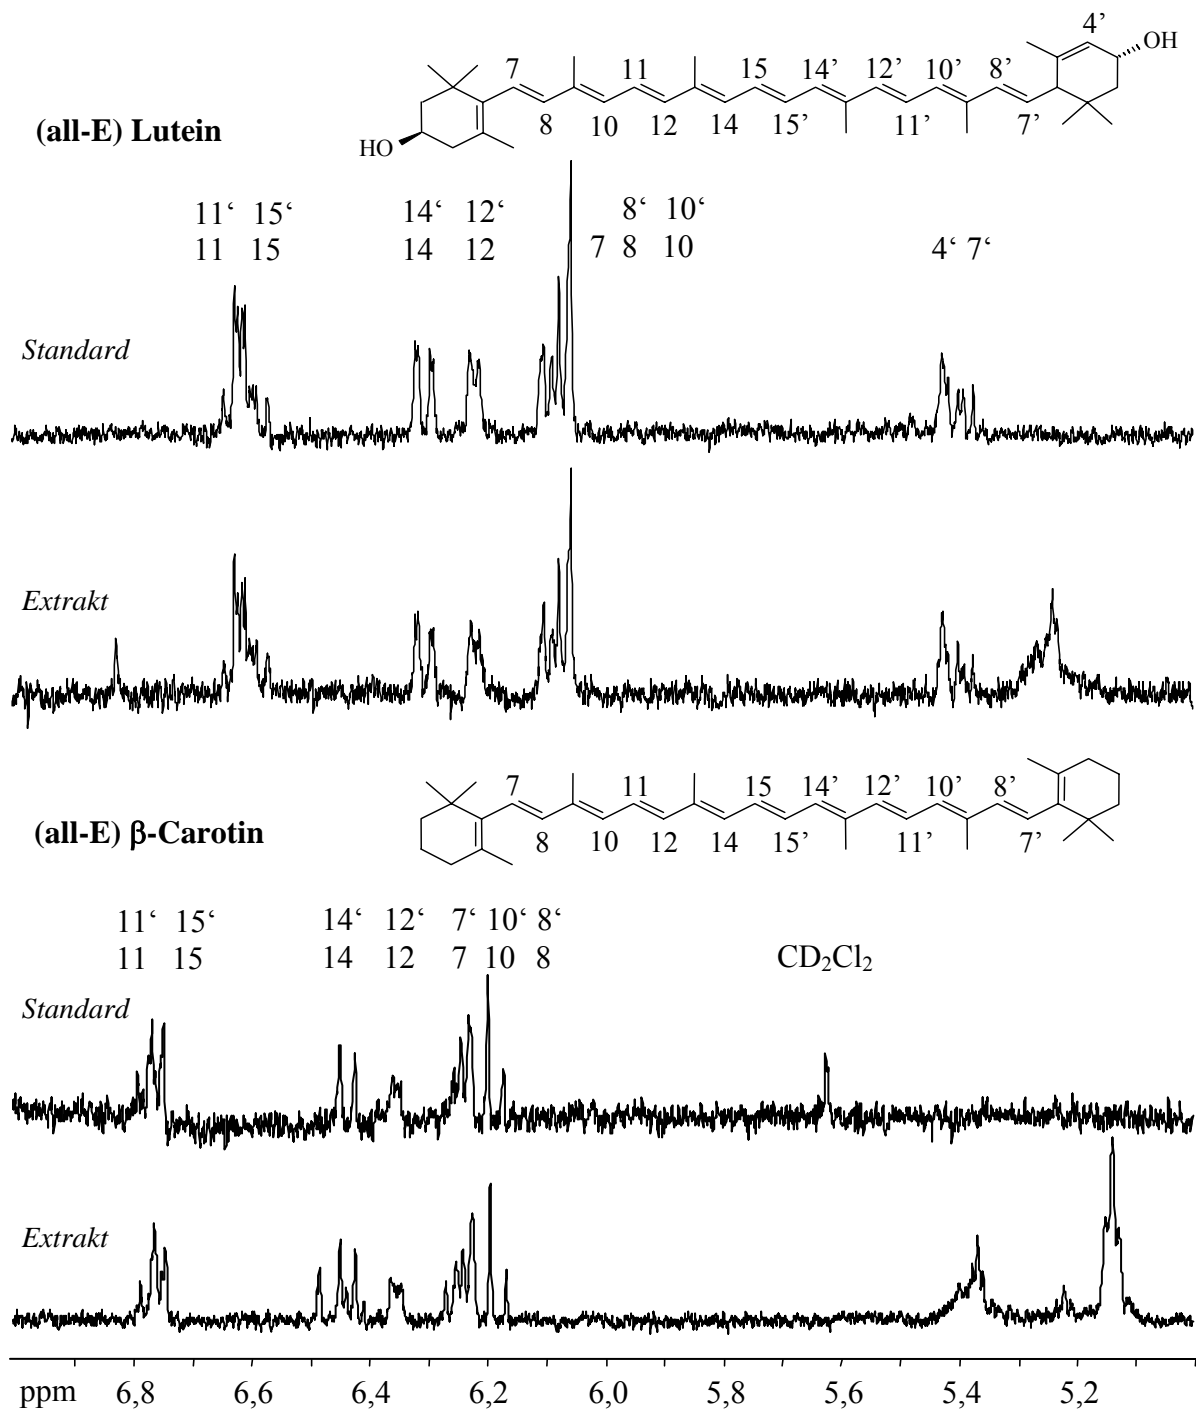 4’
OH
7 11 15 14’ 12’ 10’ 8’
(all-E) Lutein
8 10 12 14 15’ 11’ 7’
HO
11‘ 15‘ 14‘ 12‘ 8‘ 10‘
11 15 14 12 7 8 10 4‘ 7‘
Standard
Extrakt
7 11 15 14’ 12’ 10’ 8’
(all-E) β-Carotin
8 10 12 14 15’ 11’ 7’
11‘ 15‘ 14‘ 12‘ 7‘ 10‘ 8‘
11 15 14 12 7 10 8 CD2Cl2
Standard
Extrakt
ppm 6,8 6,6 6,4 6,2 6,0 5,8 5,6 5,4 5,2